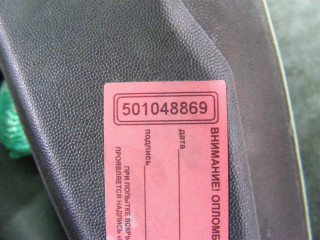 501048869
ВНИМАНИЕ! ОПЛОМБ
дата
подпись
ПРИ ПОПЫТКЕ ВСКРЫ
ПРОЯВЛЯЕТСЯ НАДПИСЬ